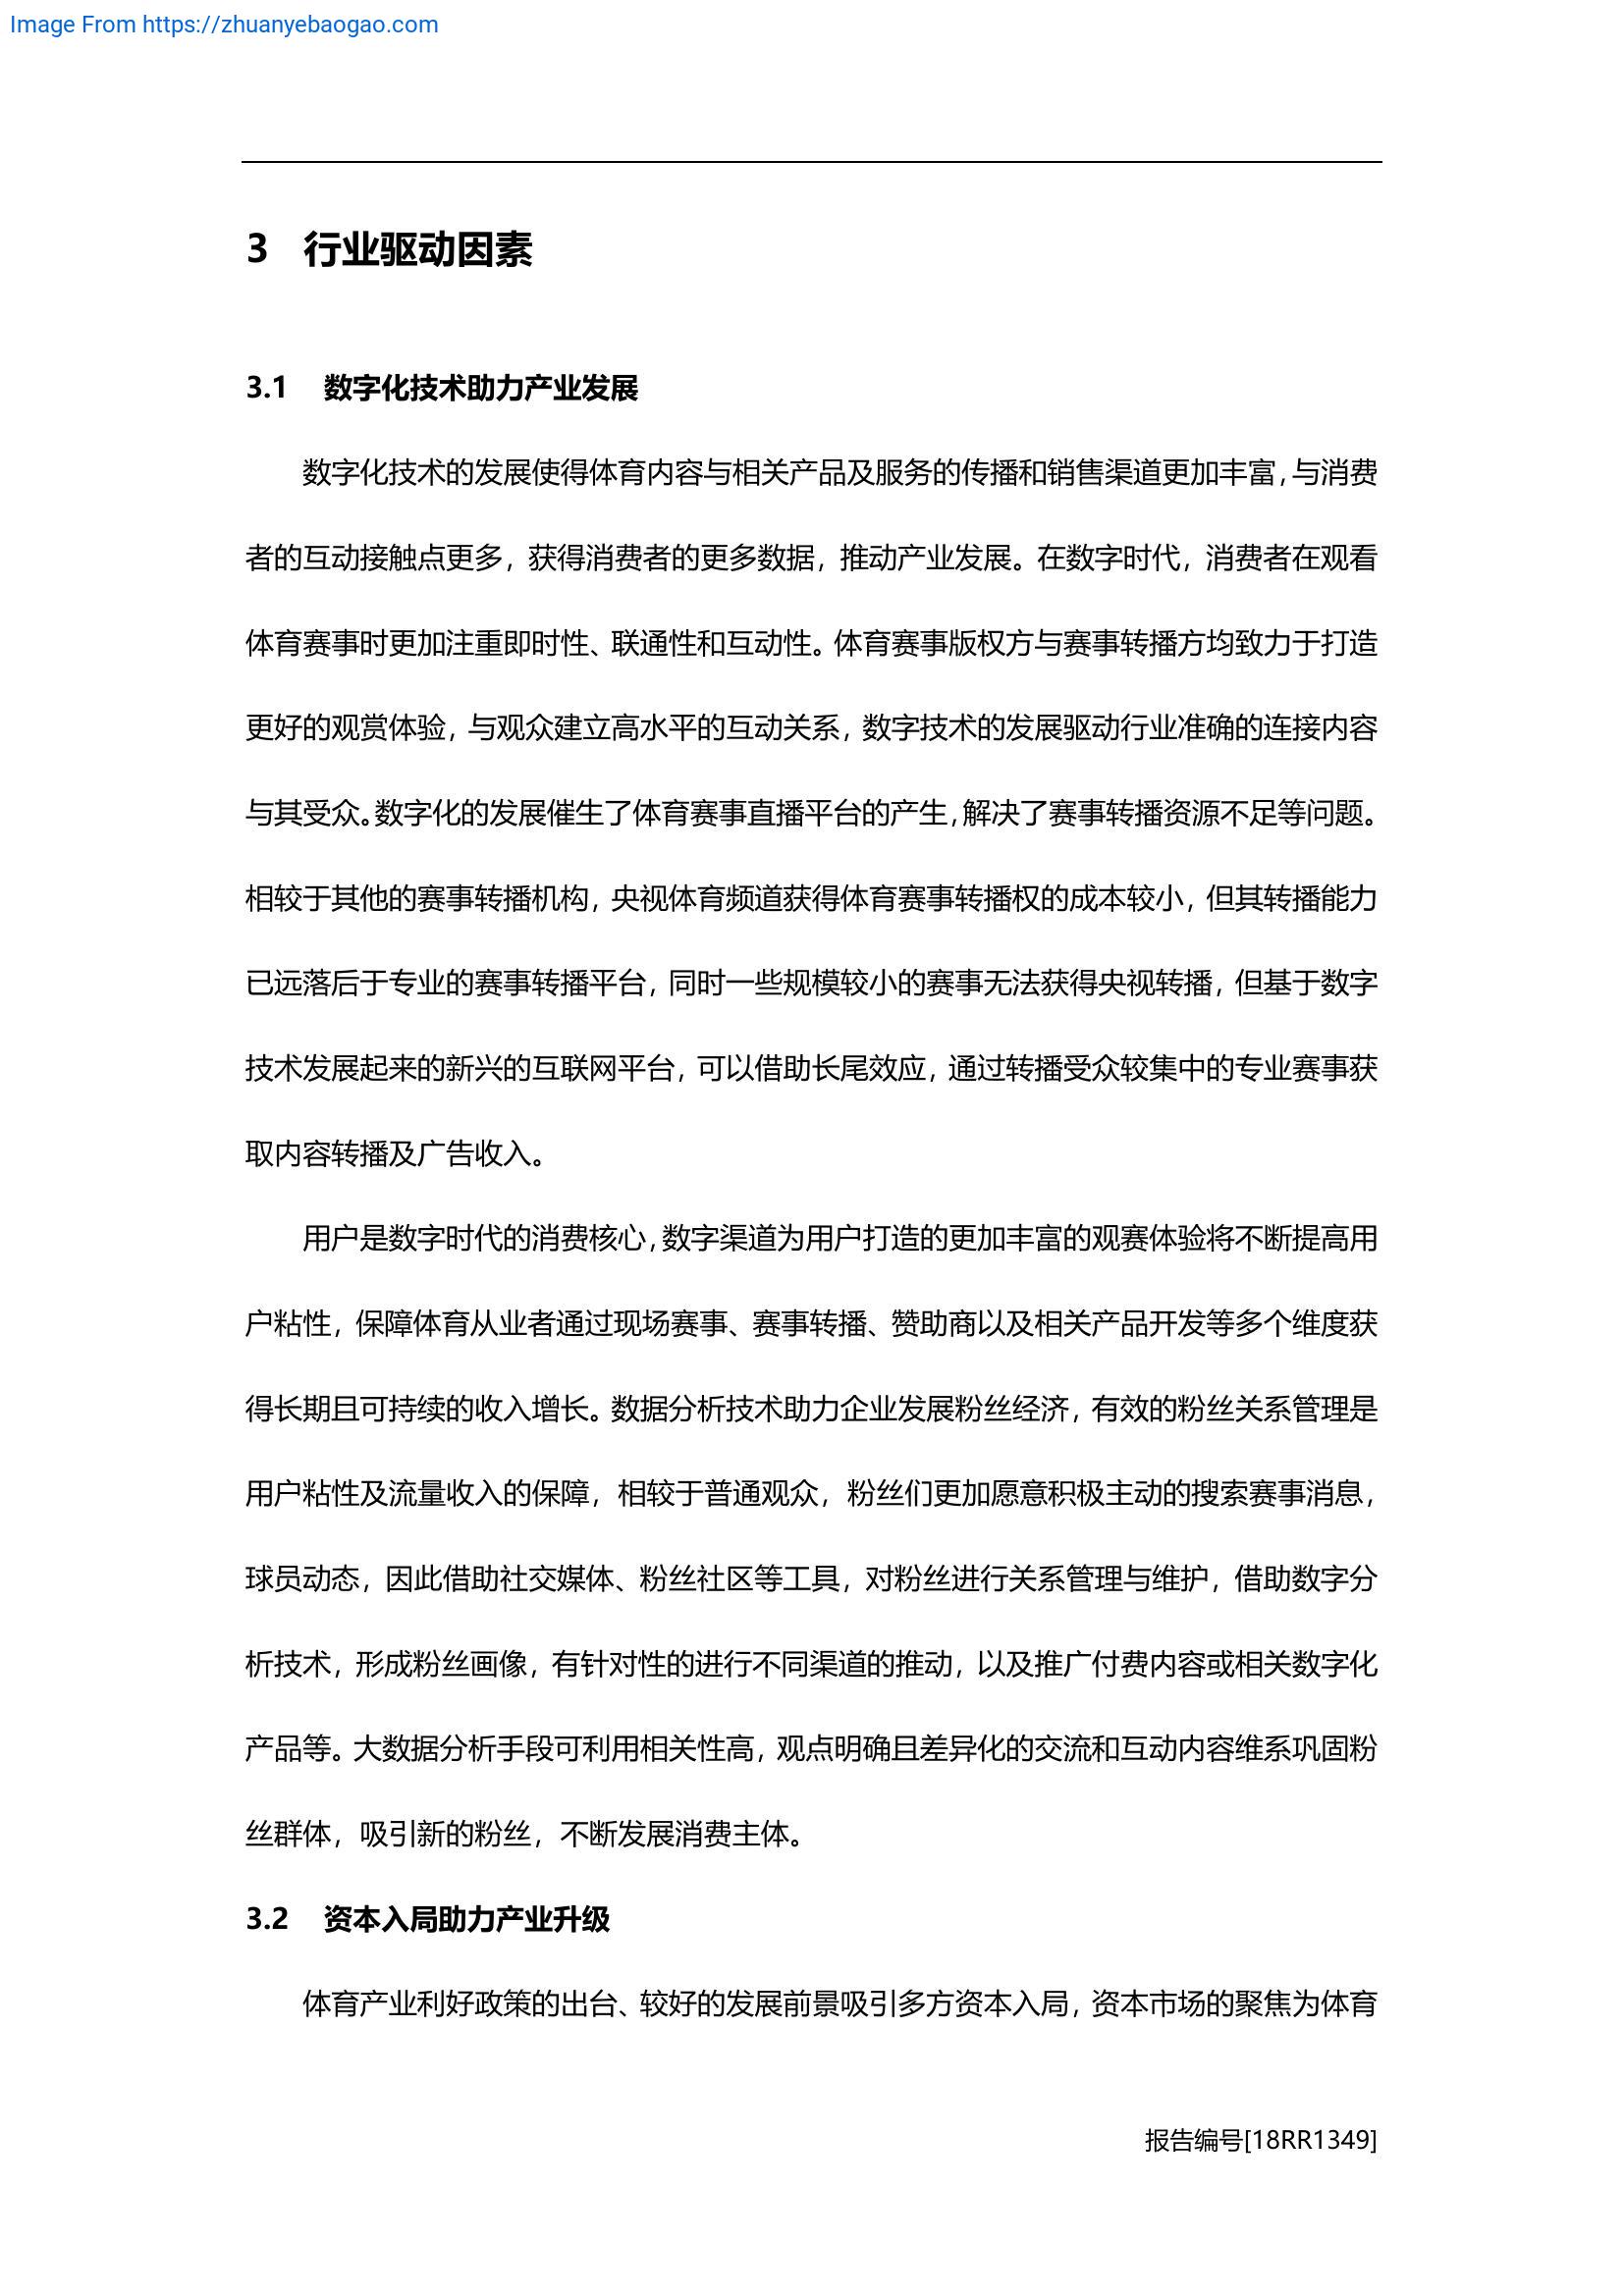 Image From https://zhuanyebaogao.com
3 行业驱动因素
3.1 数字化技术助力产业发展
数字化技术的发展使得体育内容与相关产品及服务的传播和销售渠道更加丰富,与消费
者的互动接触点更多，获得消费者的更多数据，推动产业发展。在数字时代，消费者在观看
体育赛事时更加注重即时性、联通性和互动性。体育赛事版权方与赛事转播方均致力于打造
更好的观赏体验，与观众建立高水平的互动关系，数字技术的发展驱动行业准确的连接内容
与其受众。数字化的发展催生了体育赛事直播平台的产生,解决了赛事转播资源不足等问题。
相较于其他的赛事转播机构，央视体育频道获得体育赛事转播权的成本较小，但其转播能力
已远落后于专业的赛事转播平台，同时一些规模较小的赛事无法获得央视转播，但基于数字
技术发展起来的新兴的互联网平台，可以借助长尾效应，通过转播受众较集中的专业赛事获
取内容转播及广告收入。
用户是数字时代的消费核心,数字渠道为用户打造的更加丰富的观赛体验将不断提高用
户粘性，保障体育从业者通过现场赛事、赛事转播、赞助商以及相关产品开发等多个维度获
得长期且可持续的收入增长。数据分析技术助力企业发展粉丝经济，有效的粉丝关系管理是
用户粘性及流量收入的保障，相较于普通观众，粉丝们更加愿意积极主动的搜索赛事消息，
球员动态，因此借助社交媒体、粉丝社区等工具，对粉丝进行关系管理与维护，借助数字分
析技术，形成粉丝画像，有针对性的进行不同渠道的推动，以及推广付费内容或相关数字化
产品等。大数据分析手段可利用相关性高，观点明确且差异化的交流和互动内容维系巩固粉
丝群体，吸引新的粉丝，不断发展消费主体。
3.2 资本入局助力产业升级
体育产业利好政策的出台、较好的发展前景吸引多方资本入局，资本市场的聚焦为体育
报告编号[18RR1349]